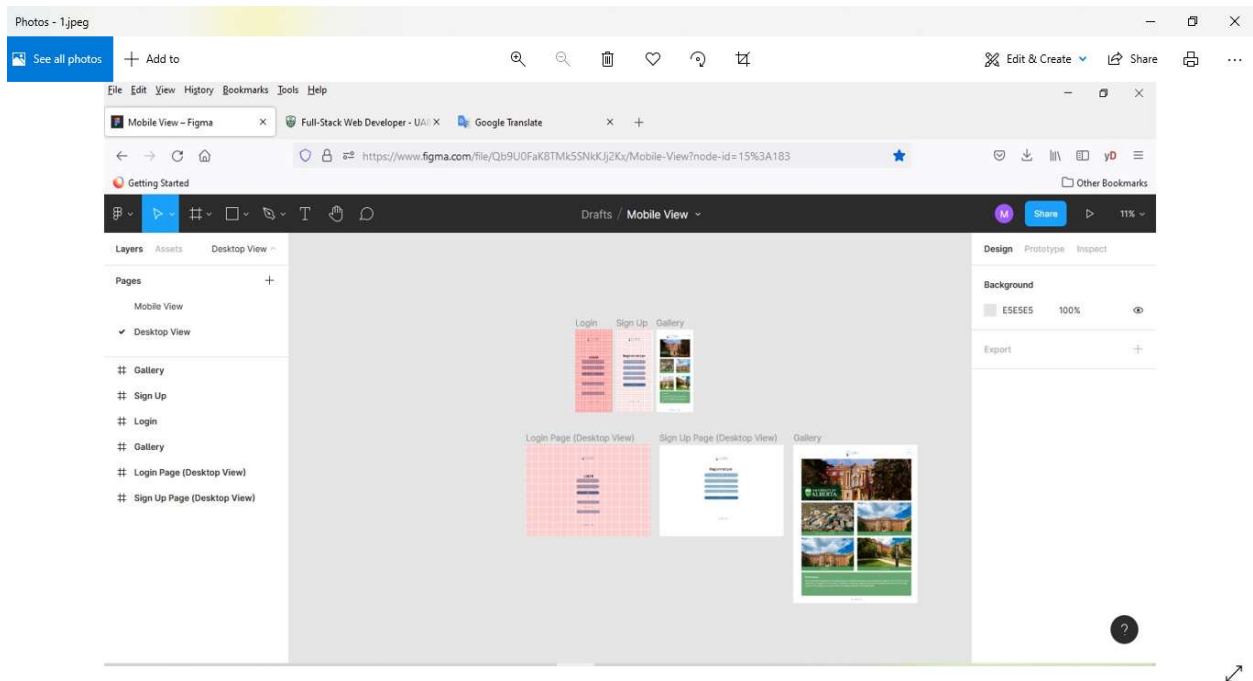 Photos - 1.jpeg
See all photos
Add to
Edit & Create
Share
File Edit View History Bookmarks Tools Help
Mobile View – Figma
Full-Stack Web Developer - UA
Google Translate
https://www.figma.com/file/Qb9U0FaK8TMk5SNkKJj2Kx/Mobile-View?node-id=15%3A183
Getting Started
Other Bookmarks
Drafts / Mobile View
M
Share
11%
Layers Assets Desktop View
Design Prototype Inspect
Pages
Mobile View
Desktop View
Background
E5E5E5 100%
Export
Gallery
Sign Up
Login
Gallery
Login Page (Desktop View)
Sign Up Page (Desktop View)
Login Sign Up Gallery
Login Page (Desktop View) Sign Up Page (Desktop View) Gallery
UNIVERSITY OF
ALBERTA
?